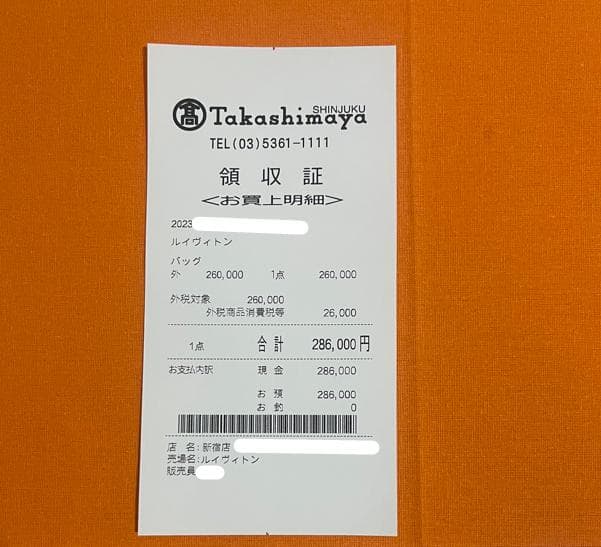 髙 Takashimaya SHINJUKU
TEL(03)5361-1111
領収証
<お買上明細>
2023
ルイヴィトン
バッグ
外 260,000 1点 260,000
外税対象 260,000
外税商品消費税等 26,000
1点 合計 286,000円
お支払内訳 現金 286,000
お預 286,000
お釣 0
店 名:新宿店
売場名:ルイヴィトン
販売員